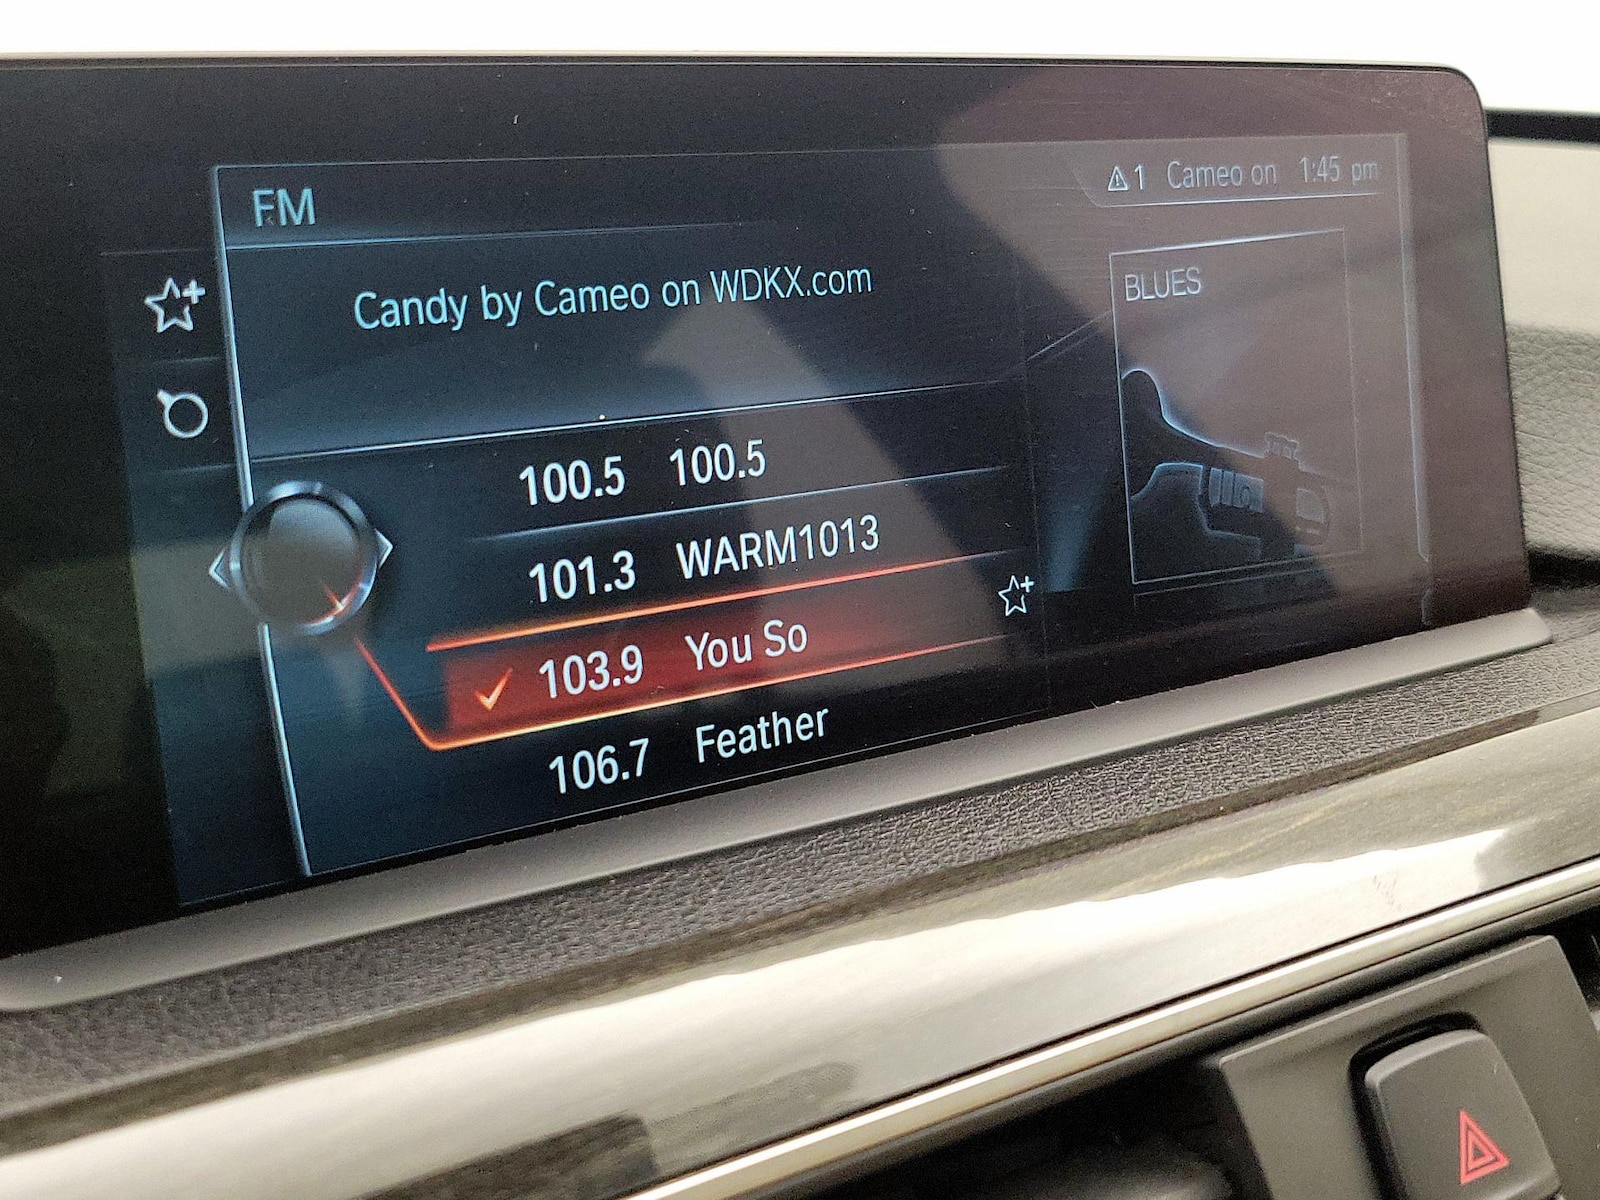 FM
1 Cameo on 1:45 pm
Candy by Cameo on WDKX.com
BLUES
100.5 100.5
101.3 WARM1013
103.9 You So
106.7 Feather